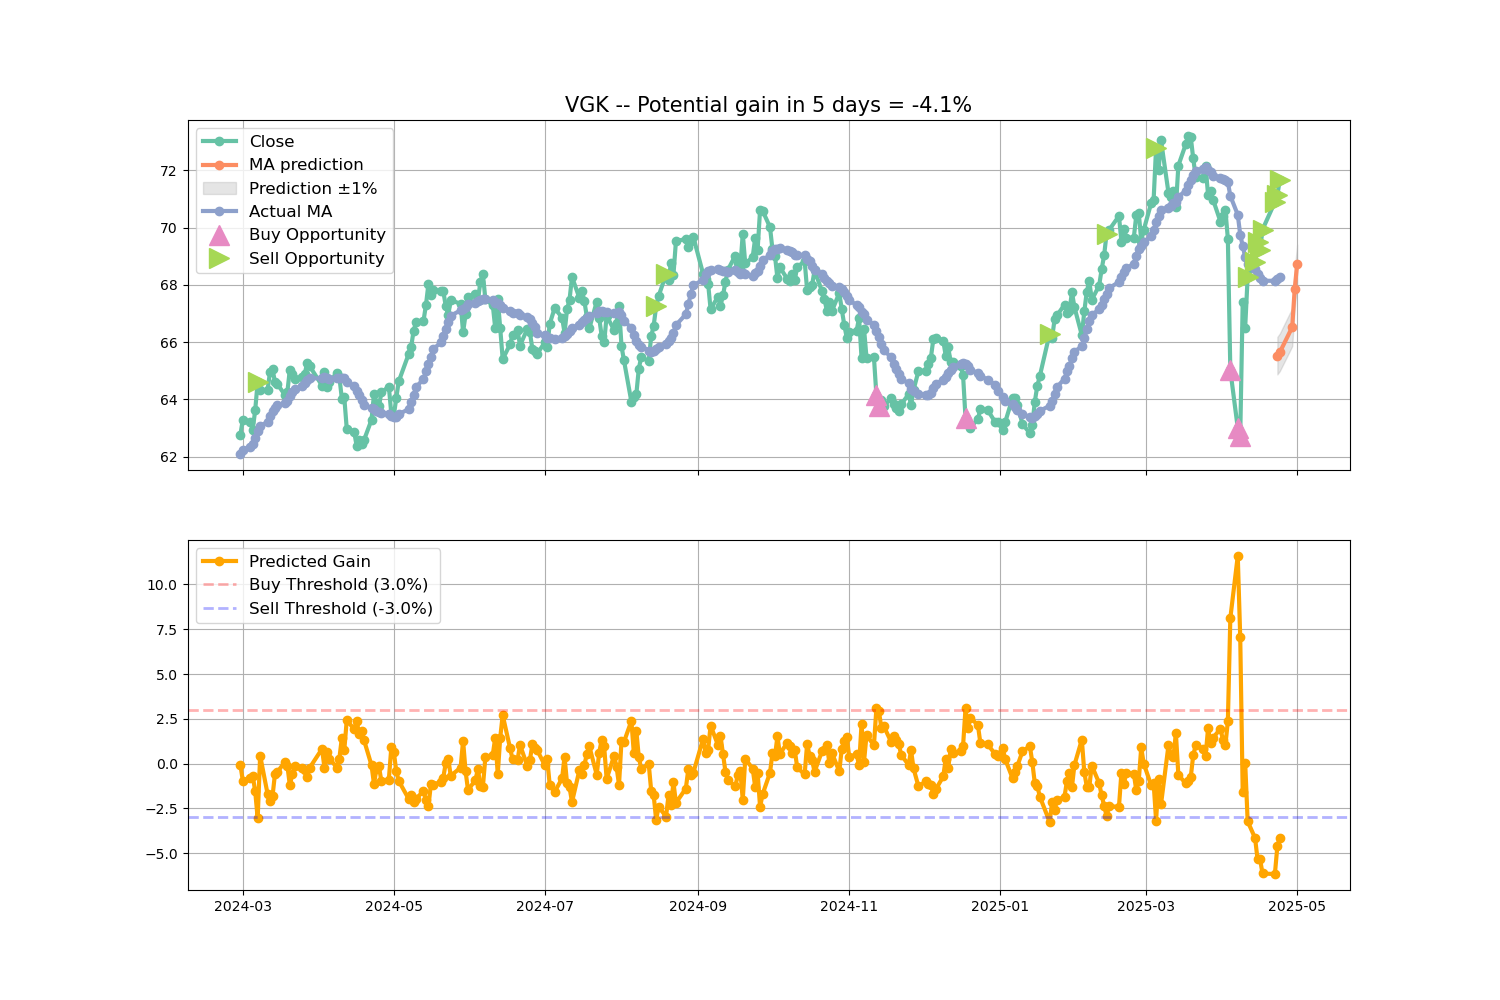 VGK -- Potential gain in 5 days = -4.1%
Close
MA prediction
Prediction ±1%
Actual MA
Buy Opportunity
Sell Opportunity
72
70
68
66
64
62
Predicted Gain
Buy Threshold (3.0%)
Sell Threshold (-3.0%)
10.0
7.5
5.0
2.5
0.0
−2.5
−5.0
2024-03 2024-05 2024-07 2024-09 2024-11 2025-01 2025-03 2025-05